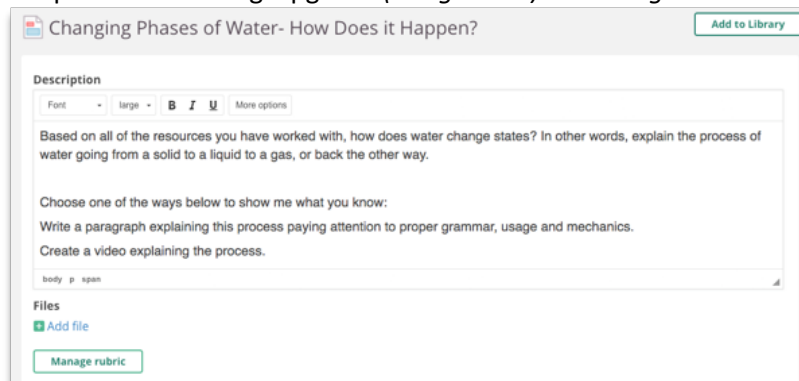 Changing Phases of Water- How Does it Happen?
Add to Library
Description
Font large B I U More options
Based on all of the resources you have worked with, how does water change states? In other words, explain the process of
water going from a solid to a liquid to a gas, or back the other way.
Choose one of the ways below to show me what you know:
Write a paragraph explaining this process paying attention to proper grammar, usage and mechanics.
Create a video explaining the process.
body p span
Files
Add file
Manage rubric